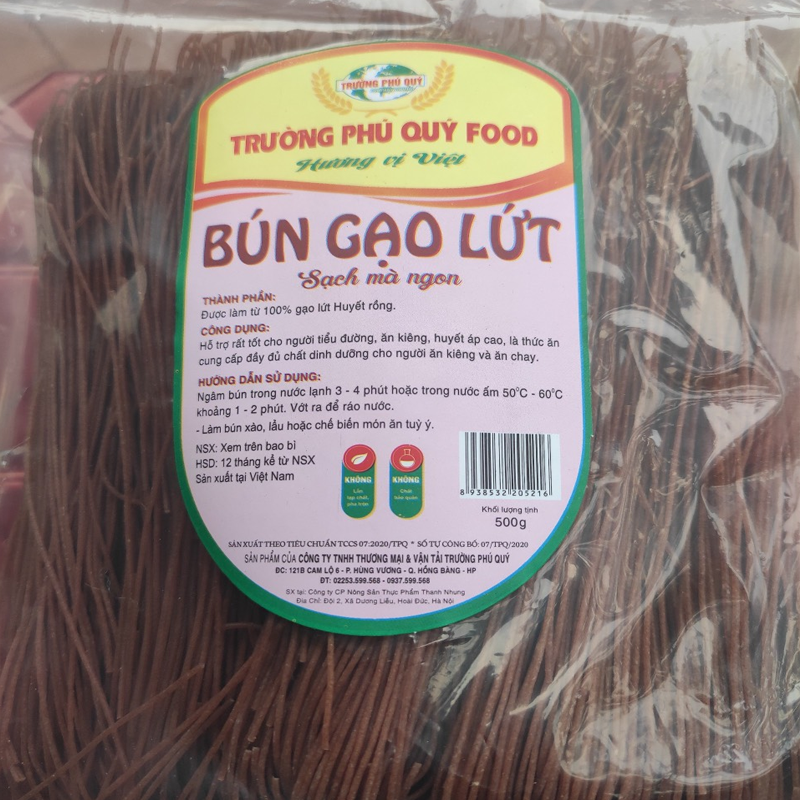 TRƯỜNG PHÚ QUÝ
TRƯỜNG PHÚ QUÝ FOOD
Hương vị Việt
BÚN GẠO LỨT
Sạch mà ngon
THÀNH PHẦN:
Được làm từ 100% gạo lứt Huyết rồng.
CÔNG DỤNG:
Hỗ trợ rất tốt cho người tiểu đường, ăn kiêng, huyết áp cao, là thức ăn
cung cấp đầy đủ chất dinh dưỡng cho người ăn kiêng và ăn chay.
HƯỚNG DẪN SỬ DỤNG:
Ngâm bún trong nước lạnh 3 - 4 phút hoặc trong nước ấm 50°C - 60°C
khoảng 1 - 2 phút. Vớt ra để ráo nước.
- Làm bún xào, lẩu hoặc chế biến món ăn tuỳ ý.
NSX: Xem trên bao bì
HSD: 12 tháng kể từ NSX
Sản xuất tại Việt Nam
KHÔNG
Lẫn
tạp chất,
pha trộn
KHÔNG
Chất
bảo quản
8 938532 205216
Khối lượng tịnh
500g
SẢN XUẤT THEO TIÊU CHUẨN TCCS 07:2020/TPQ * SỐ TỰ CÔNG BỐ: 07/TPQ/2020
SẢN PHẨM CỦA CÔNG TY TNHH THƯƠNG MẠI & VẬN TẢI TRƯỜNG PHÚ QUÝ
ĐC: 121B CAM LỘ 6 - P. HÙNG VƯƠNG - Q. HỒNG BÀNG - HP
ĐT: 02253.599.568 - 0937.599.568
SX tại: Công ty CP Nông Sản Thực Phẩm Thanh Nhung
Địa Chỉ: Đội 2, Xã Dương Liễu, Hoài Đức, Hà Nội